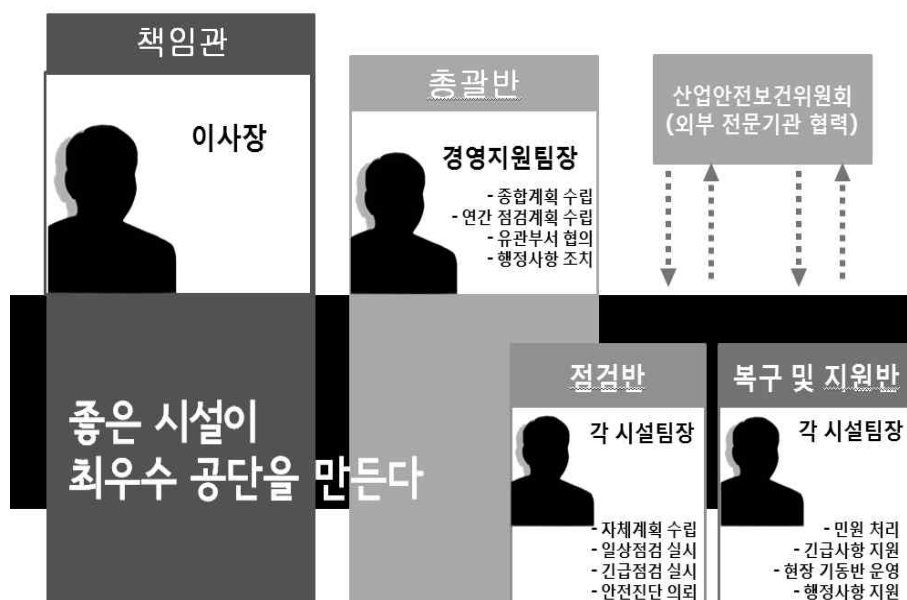 책임관
이사장
총괄반
경영지원팀장
- 종합계획 수립
- 연간 점검계획 수립
- 유관부서 협의
- 행정사항 조치
산업안전보건위원회
(외부 전문기관 협력)
좋은 시설이
최우수 공단을 만든다
점검반
각 시설팀장
- 자체계획 수립
- 일상점검 실시
- 긴급점검 실시
- 안전진단 의뢰
복구 및 지원반
각 시설팀장
- 민원 처리
- 긴급사항 지원
- 현장 기동반 운영
- 행정사항 지원